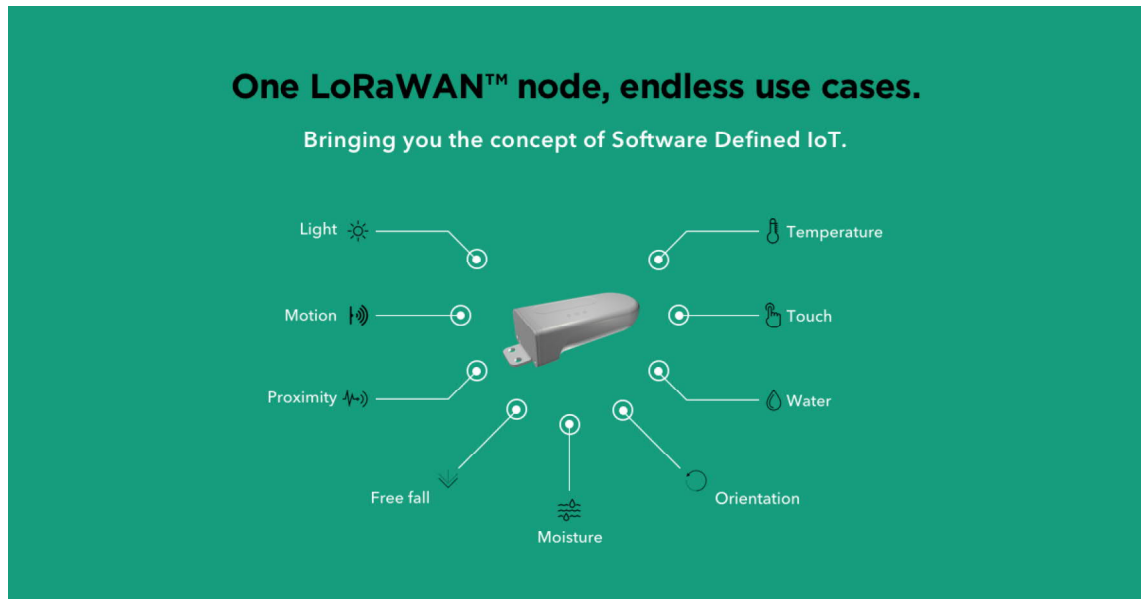 One LoRaWAN™ node, endless use cases.
Bringing you the concept of Software Defined IoT.
Light
Temperature
Motion
Touch
Proximity
Water
Free fall
Orientation
Moisture